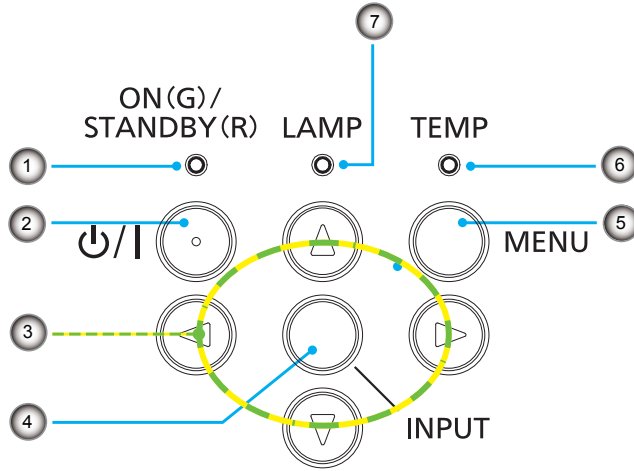 7
ON(G)/
STANDBY(R) LAMP TEMP
1
6
2
⏻/| MENU
5
3
4
INPUT